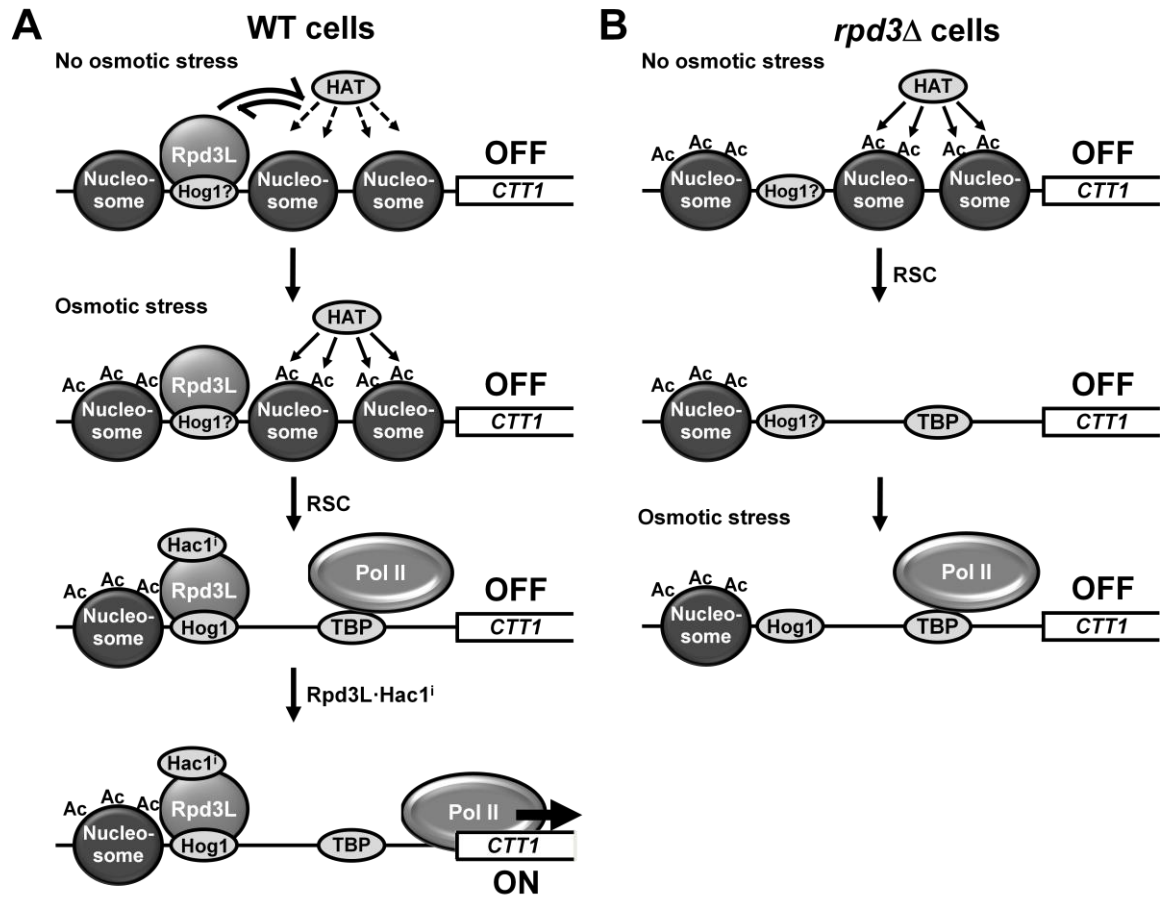 A
WT cells
No osmotic stress
HAT
Rpd3L
OFF
Nucleo-
some
Hog1?
Nucleo-
some
Nucleo-
some
CTT1
Osmotic stress
HAT
Ac Ac Ac
Rpd3L
Ac Ac Ac Ac
OFF
Nucleo-
some
Hog1?
Nucleo-
some
Nucleo-
some
CTT1
RSC
Hac1ⁱ
Ac Ac Ac
Rpd3L
Pol II
OFF
Nucleo-
some
Hog1
TBP
CTT1
Rpd3L·Hac1ⁱ
Hac1ⁱ
Ac Ac Ac
Rpd3L
Pol II
Nucleo-
some
Hog1
TBP
CTT1
ON
B
rpd3Δ cells
No osmotic stress
HAT
Ac Ac Ac
Ac Ac Ac Ac
OFF
Nucleo-
some
Hog1?
Nucleo-
some
Nucleo-
some
CTT1
RSC
Ac Ac Ac
OFF
Nucleo-
some
Hog1?
TBP
CTT1
Osmotic stress
Ac Ac Ac
Pol II
OFF
Nucleo-
some
Hog1
TBP
CTT1